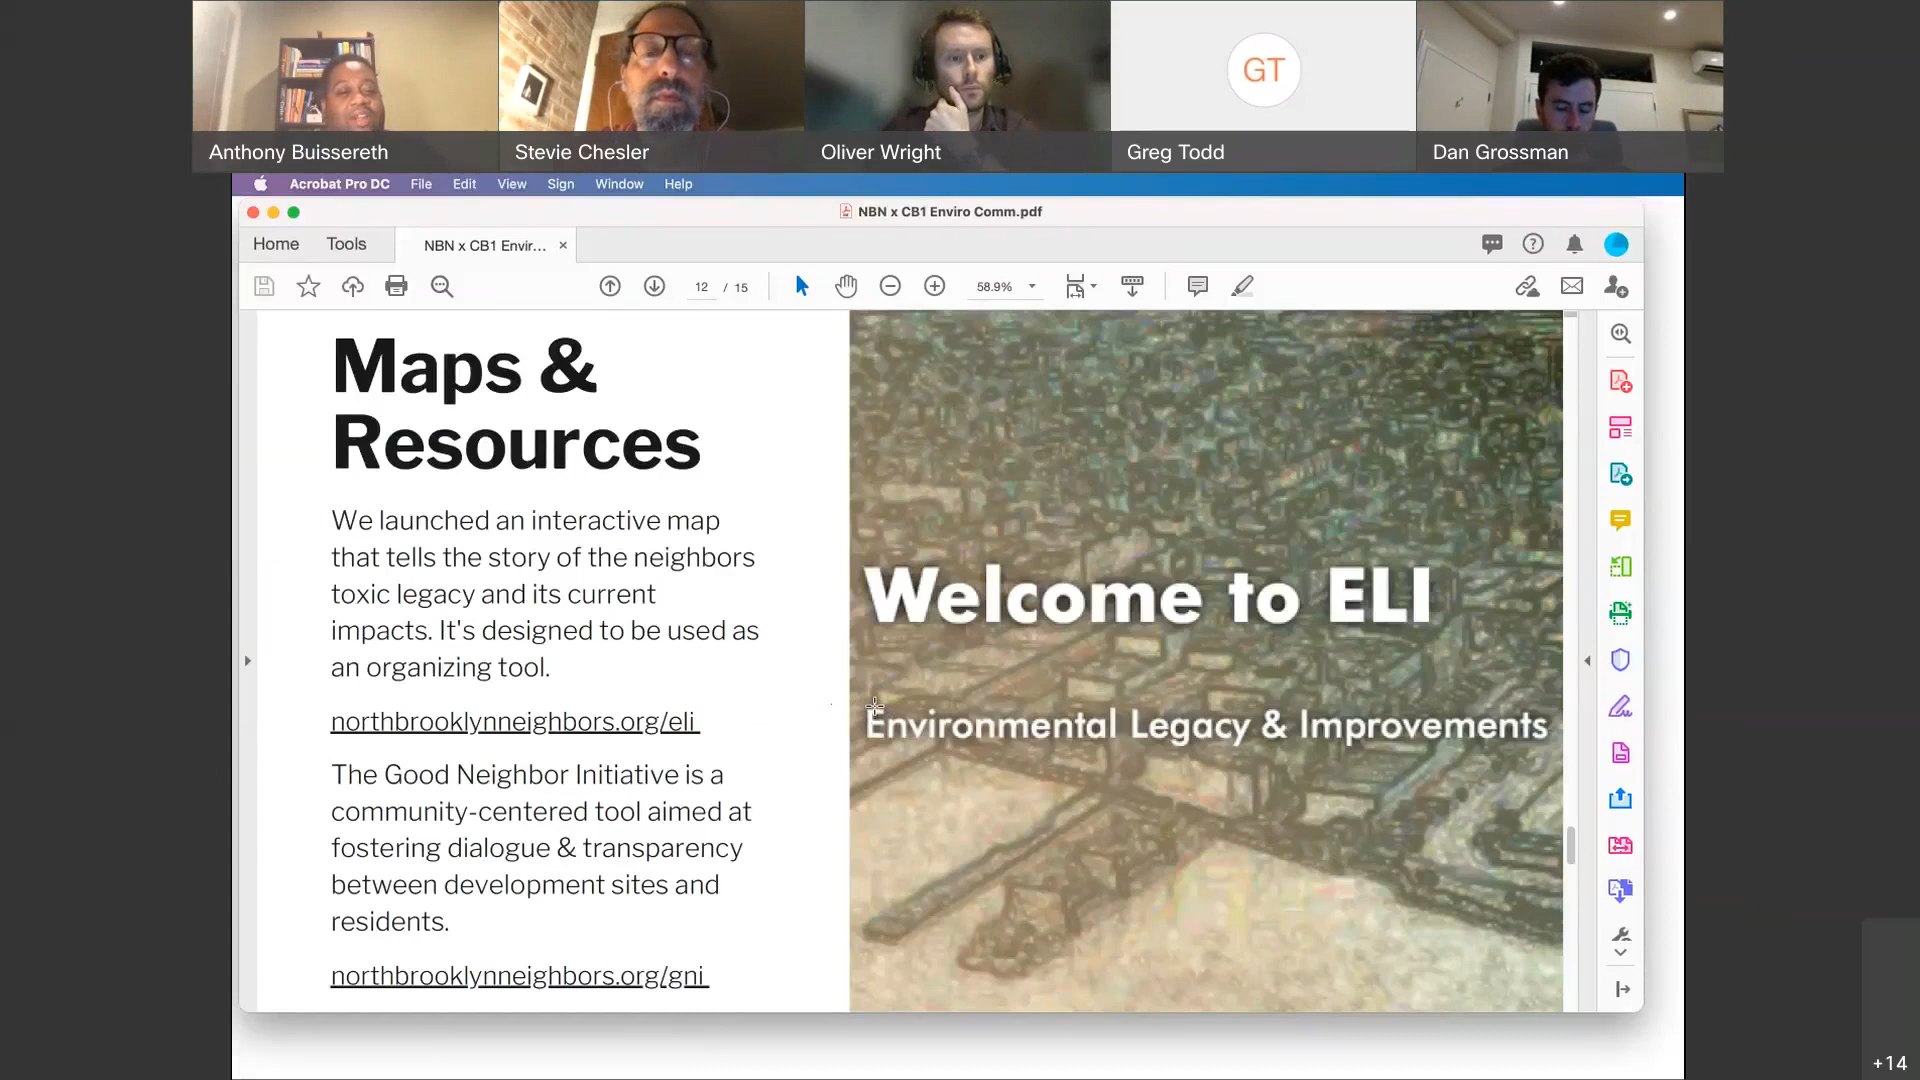 Anthony Buissereth
Stevie Chesler
Oliver Wright
GT
Greg Todd
Dan Grossman
Acrobat Pro DC File Edit View Sign Window Help
NBN x CB1 Enviro Comm.pdf
Home Tools NBN x CB1 Envir... ×
12 / 15 58.9%
Maps &
Resources
We launched an interactive map
that tells the story of the neighbors
toxic legacy and its current
impacts. It's designed to be used as
an organizing tool.
northbrooklynneighbors.org/eli
The Good Neighbor Initiative is a
community-centered tool aimed at
fostering dialogue & transparency
between development sites and
residents.
northbrooklynneighbors.org/gni
Welcome to ELI
Environmental Legacy & Improvements
+14